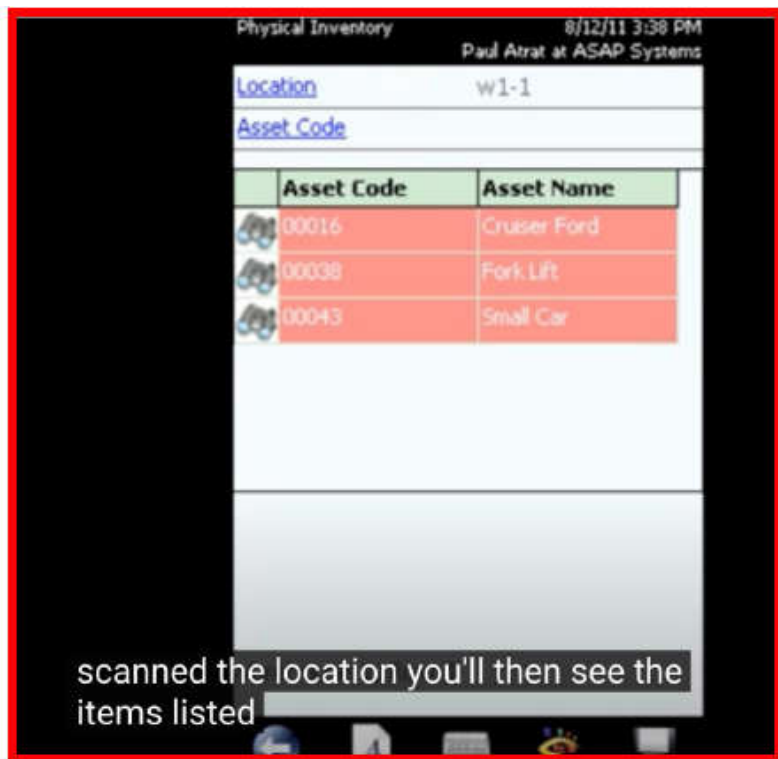 Physical Inventory 8/12/11 3:38 PM
Paul Atrat at ASAP Systems
Location w1-1
Asset Code
Asset Code Asset Name
00016 Cruiser Ford
00038 Fork Lift
00043 Small Car
scanned the location you'll then see the
items listed